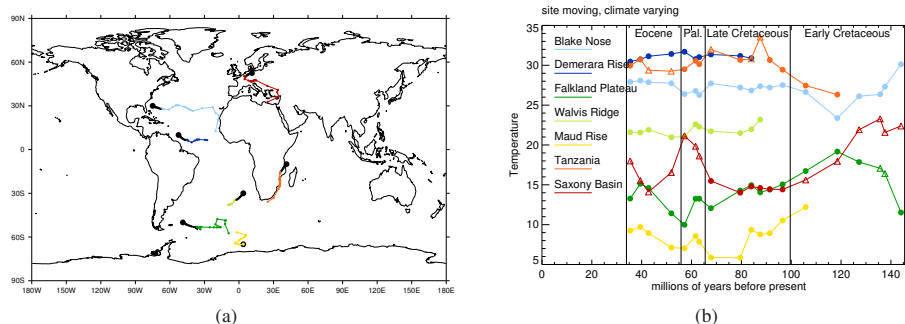 site moving, climate varying
90N
60N
30N
0
30S
60S
90S
180W 150W 120W 90W 60W 30W 0 30E 60E 90E 120E 150E 180E
(a)
35
30
25
20
15
10
5
Temperature
Eocene Pal. Late Cretaceous Early Cretaceous
Blake Nose
Demerara Rise
Falkland Plateau
Walvis Ridge
Maud Rise
Tanzania
Saxony Basin
0 20 40 60 80 100 120 140
millions of years before present
(b)